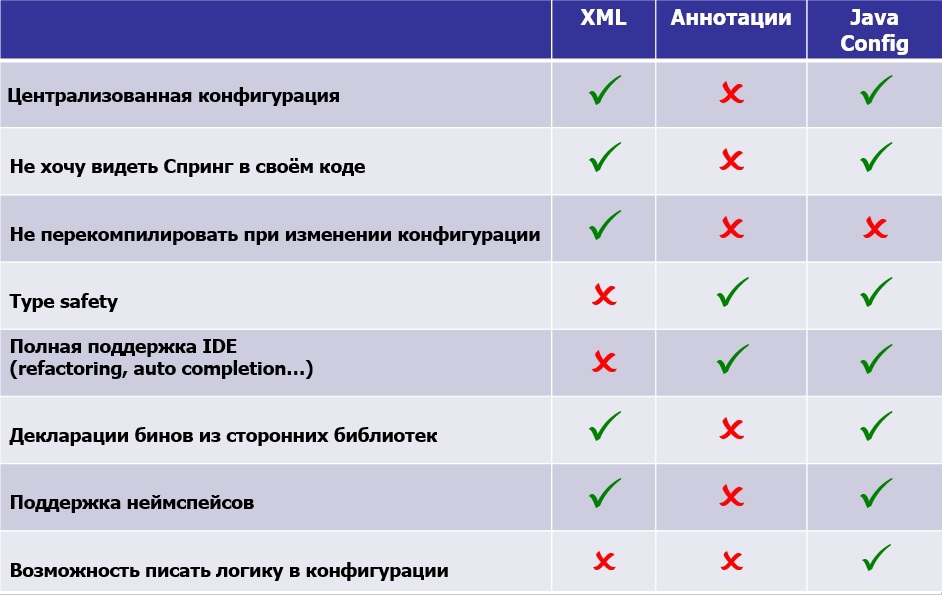 XML
Аннотации
Java
Config
Централизованная конфигурация
Не хочу видеть Спринг в своём коде
Не перекомпилировать при изменении конфигурации
Type safety
Полная поддержка IDE
(refactoring, auto completion...)
Декларации бинов из сторонних библиотек
Поддержка неймспейсов
Возможность писать логику в конфигурации